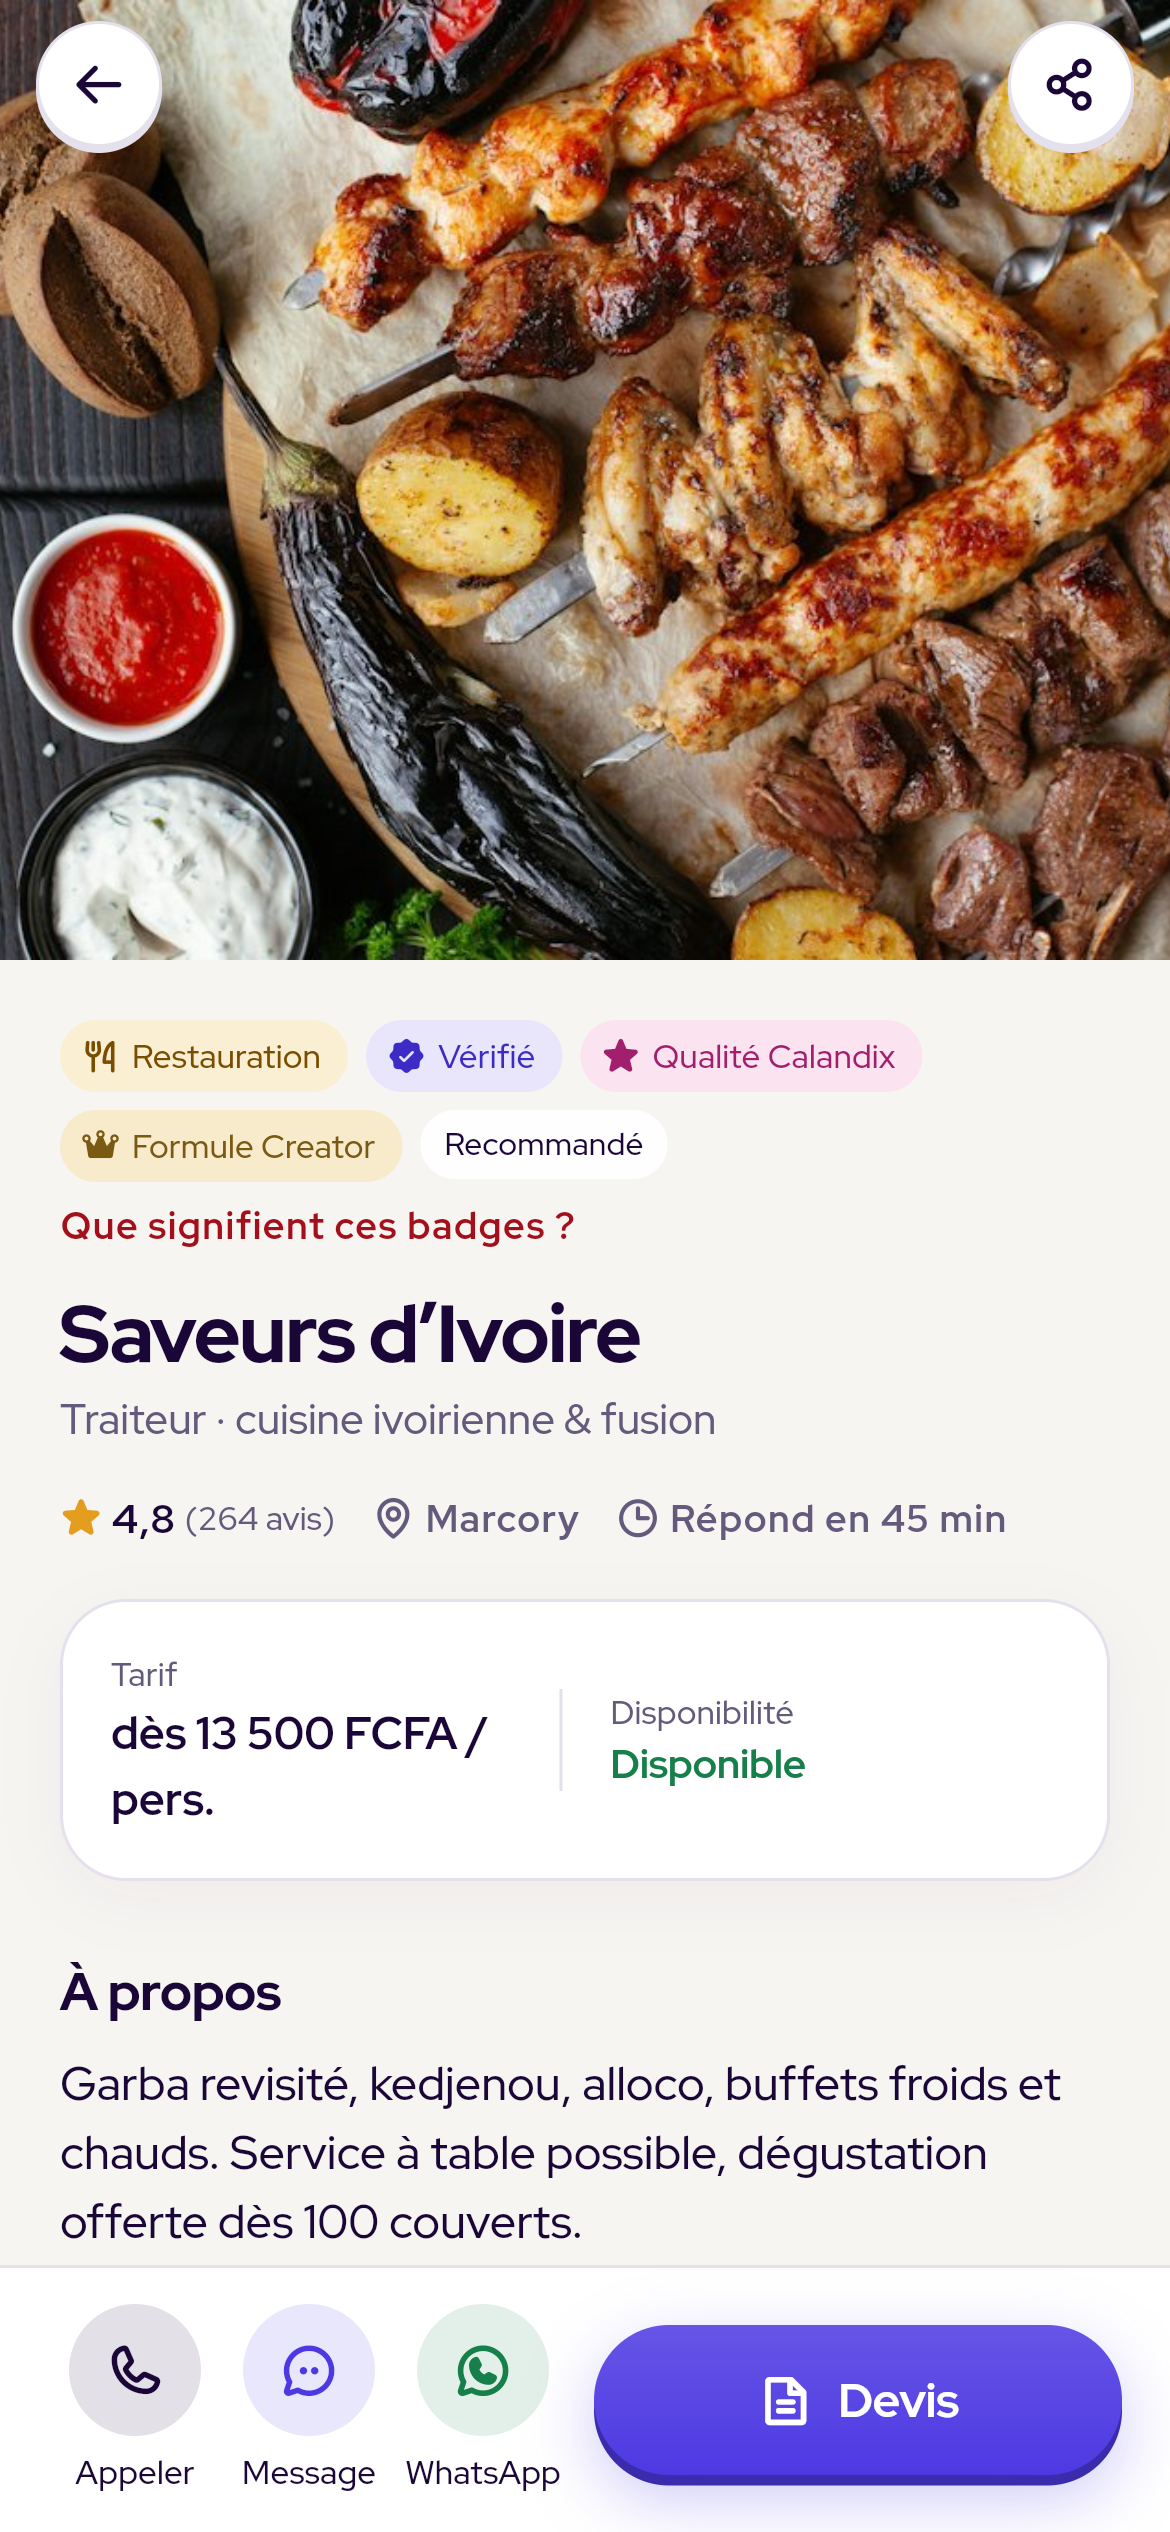 Restauration
Vérifié
Qualité Calandix
Formule Creator
Recommandé
Que signifient ces badges ?
Saveurs d’Ivoire
Traiteur · cuisine ivoirienne & fusion
4,8 (264 avis)
Marcory
Répond en 45 min
Tarif
dès 13 500 FCFA /
pers.
Disponibilité
Disponible
À propos
Garba revisité, kedjenou, alloco, buffets froids et
chauds. Service à table possible, dégustation
offerte dès 100 couverts.
Appeler
Message
WhatsApp
Devis